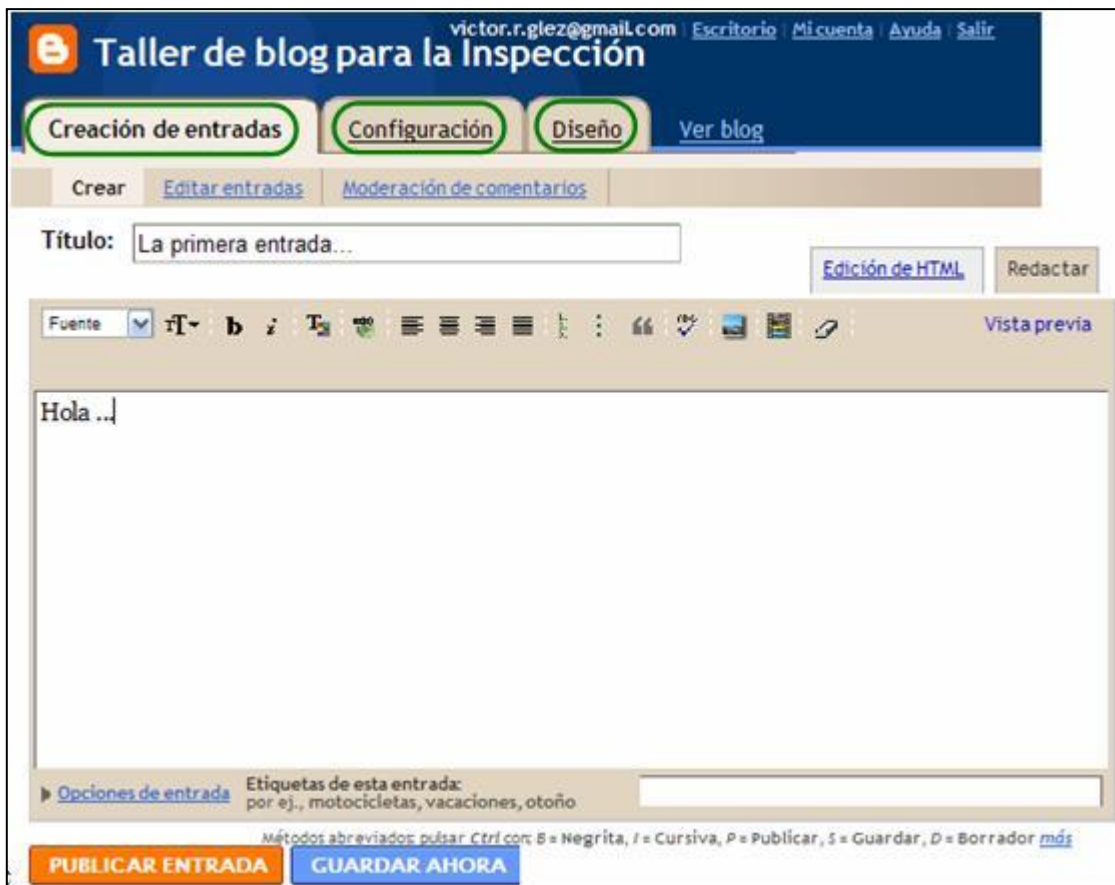 victor.r.glez@gmail.com | Escritorio | Mi cuenta | Ayuda | Salir
Taller de blog para la Inspección
Creación de entradas Configuración Diseño Ver blog
Crear Editar entradas Moderación de comentarios
Título: La primera entrada...
Edición de HTML Redactar
Fuente Vista previa
Hola ...
Opciones de entrada Etiquetas de esta entrada:
por ej., motocicletas, vacaciones, otoño
Métodos abreviados: pulsar Ctrl con: B = Negrita, I = Cursiva, P = Publicar, S = Guardar, D = Borrador más
PUBLICAR ENTRADA GUARDAR AHORA